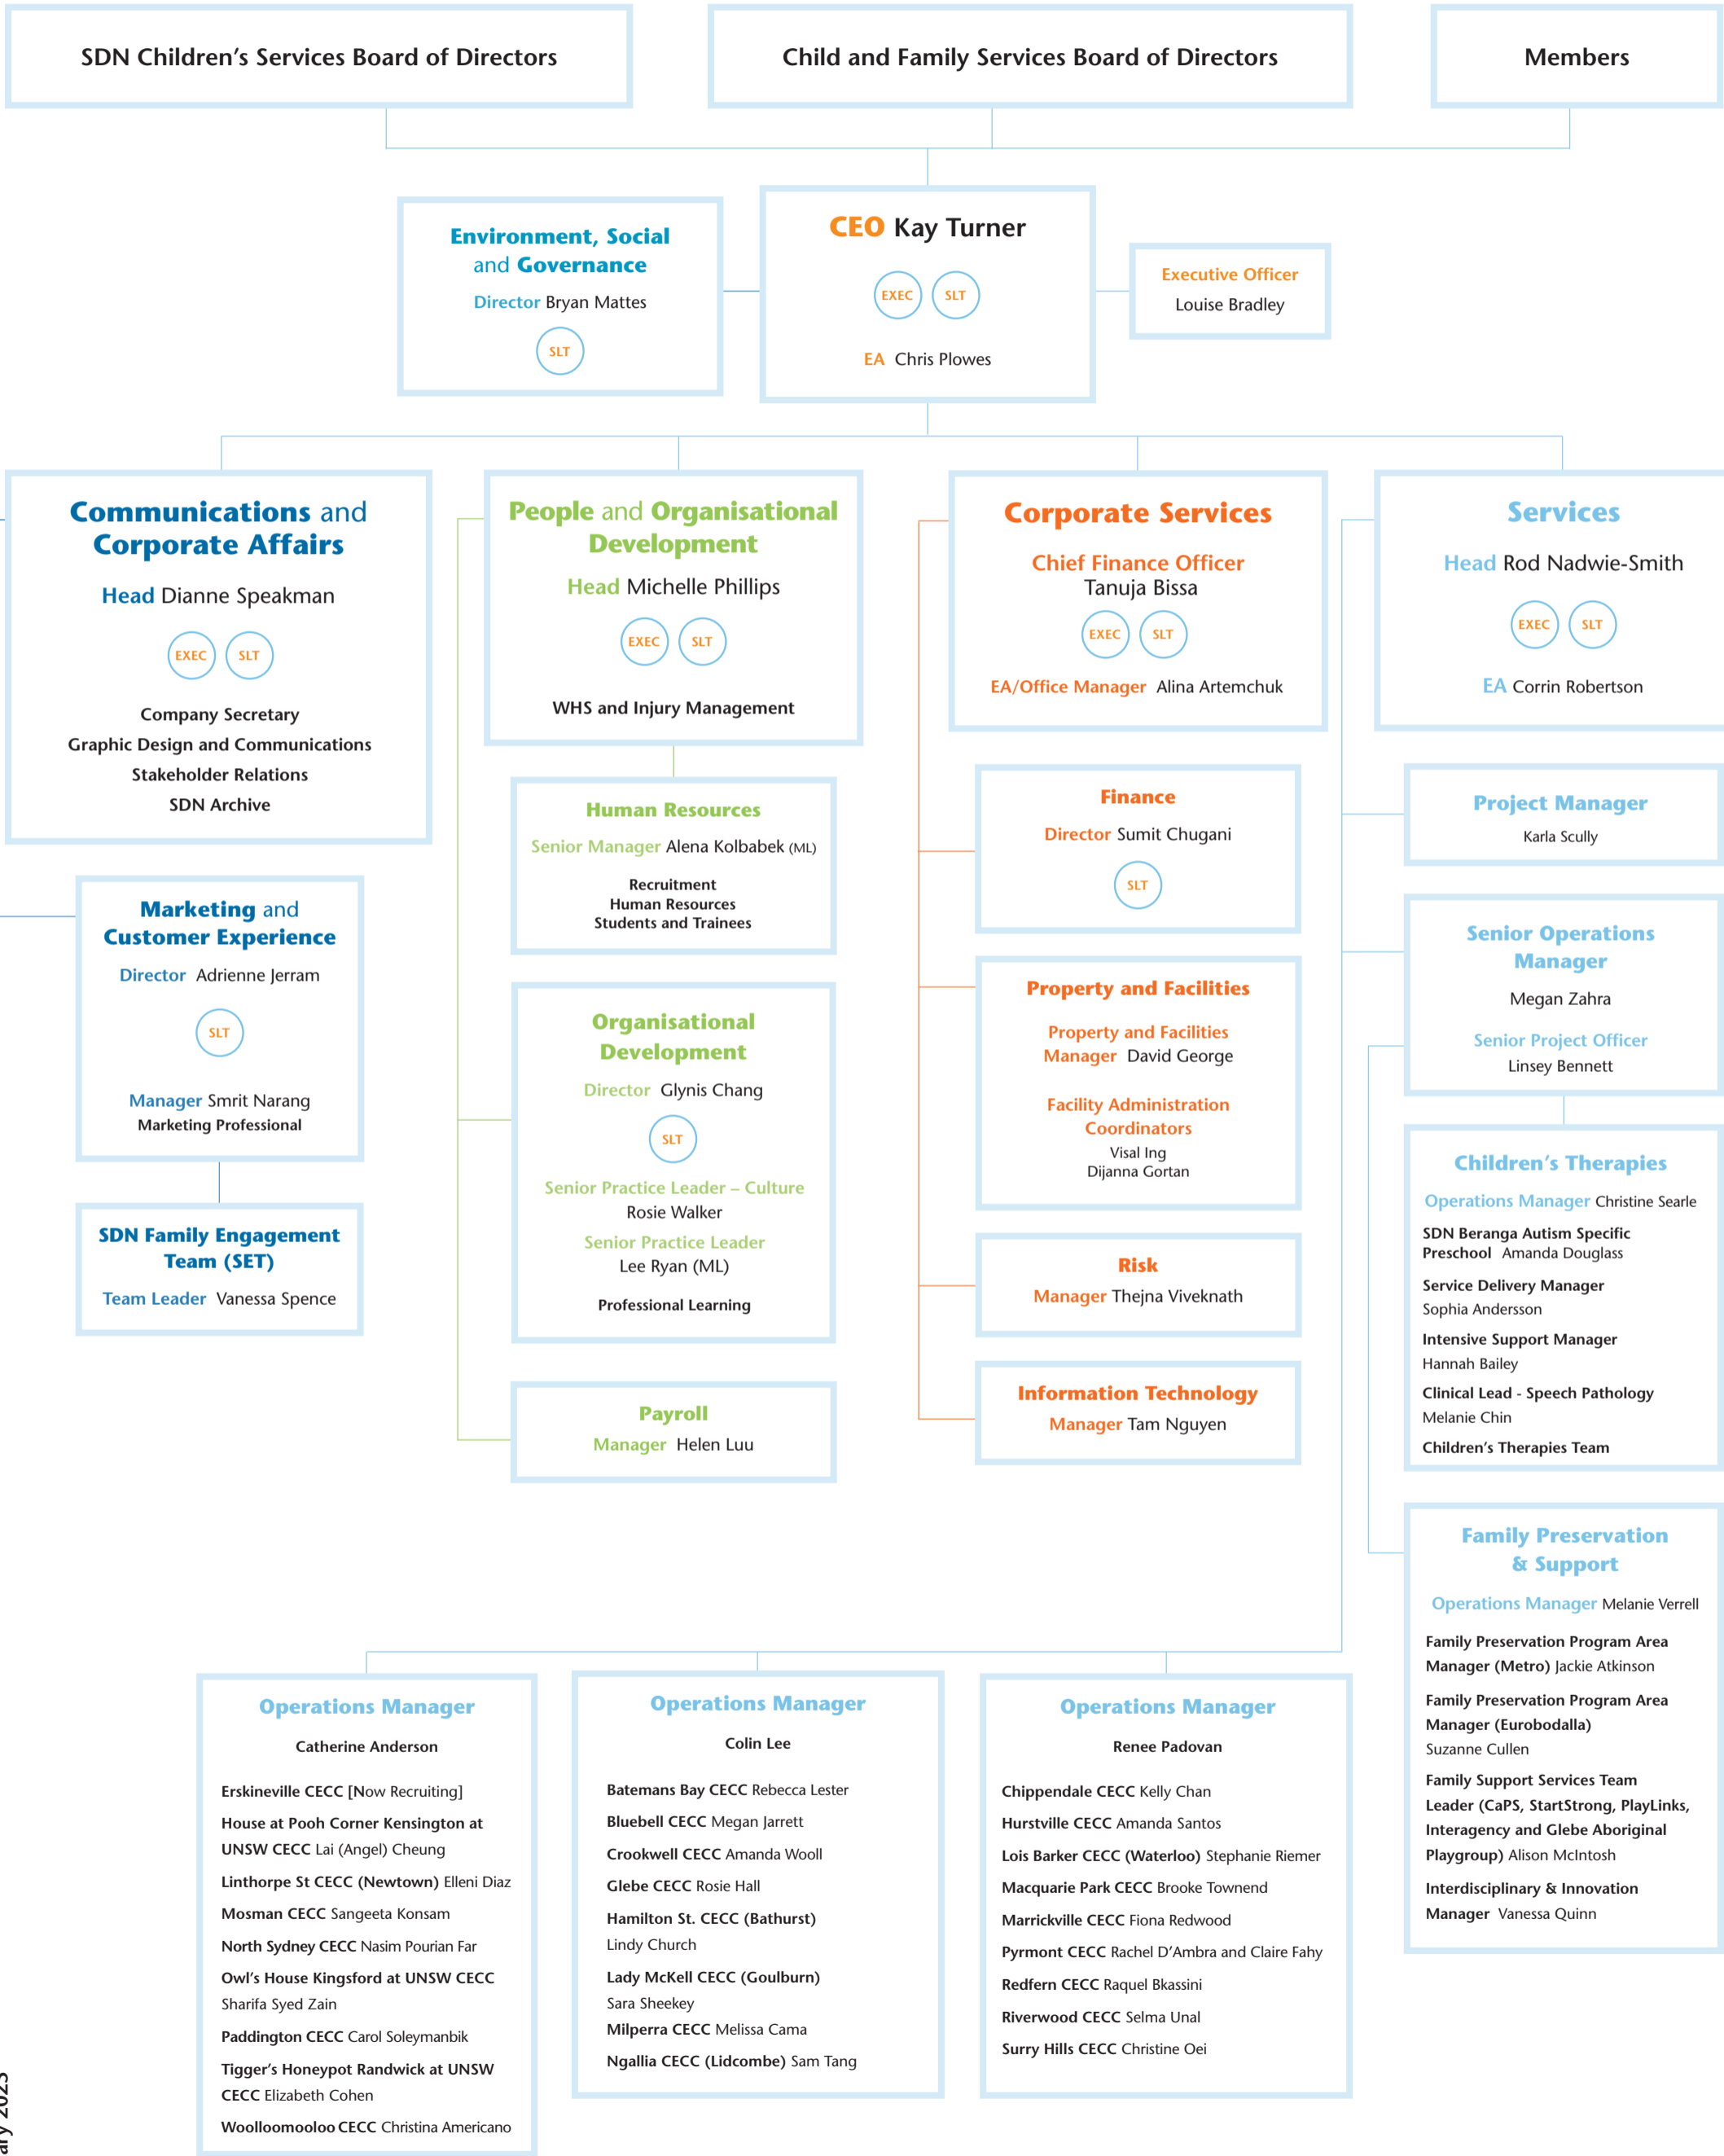 SDN Children’s Services Board of Directors
Child and Family Services Board of Directors
Members
Environment, Social
and Governance
Director Bryan Mattes
SLT
CEO Kay Turner
EXEC SLT
EA Chris Plowes
Executive Officer
Louise Bradley
Communications and
Corporate Affairs
Head Dianne Speakman
EXEC SLT
Company Secretary
Graphic Design and Communications
Stakeholder Relations
SDN Archive
Marketing and
Customer Experience
Director Adrienne Jerram
SLT
Manager Smrit Narang
Marketing Professional
SDN Family Engagement
Team (SET)
Team Leader Vanessa Spence
People and Organisational
Development
Head Michelle Phillips
EXEC SLT
WHS and Injury Management
Human Resources
Senior Manager Alena Kolbabek (ML)
Recruitment
Human Resources
Students and Trainees
Organisational
Development
Director Glynis Chang
SLT
Senior Practice Leader – Culture
Rosie Walker
Senior Practice Leader
Lee Ryan (ML)
Professional Learning
Payroll
Manager Helen Luu
Corporate Services
Chief Finance Officer
Tanuja Bissa
EXEC SLT
EA/Office Manager Alina Artemchuk
Finance
Director Sumit Chugani
SLT
Property and Facilities
Property and Facilities
Manager David George
Facility Administration
Coordinators
Visal Ing
Dijanna Gortan
Risk
Manager Thejna Viveknath
Information Technology
Manager Tam Nguyen
Services
Head Rod Nadwie-Smith
EXEC SLT
EA Corrin Robertson
Project Manager
Karla Scully
Senior Operations
Manager
Megan Zahra
Senior Project Officer
Linsey Bennett
Children’s Therapies
Operations Manager Christine Searle
SDN Beranga Autism Specific
Preschool Amanda Douglass
Service Delivery Manager
Sophia Andersson
Intensive Support Manager
Hannah Bailey
Clinical Lead - Speech Pathology
Melanie Chin
Children’s Therapies Team
Family Preservation
& Support
Operations Manager Melanie Verrell
Family Preservation Program Area
Manager (Metro) Jackie Atkinson
Family Preservation Program Area
Manager (Eurobodalla)
Suzanne Cullen
Family Support Services Team
Leader (CaPS, StartStrong, PlayLinks,
Interagency and Glebe Aboriginal
Playgroup) Alison McIntosh
Interdisciplinary & Innovation
Manager Vanessa Quinn
Operations Manager
Catherine Anderson
Erskineville CECC [Now Recruiting]
House at Pooh Corner Kensington at
UNSW CECC Lai (Angel) Cheung
Linthorpe St CECC (Newtown) Elleni Diaz
Mosman CECC Sangeeta Konsam
North Sydney CECC Nasim Pourian Far
Owl’s House Kingsford at UNSW CECC
Sharifa Syed Zain
Paddington CECC Carol Soleymanbik
Tigger’s Honeypot Randwick at UNSW
CECC Elizabeth Cohen
Woolloomooloo CECC Christina Americano
Operations Manager
Colin Lee
Batemans Bay CECC Rebecca Lester
Bluebell CECC Megan Jarrett
Crookwell CECC Amanda Wooll
Glebe CECC Rosie Hall
Hamilton St. CECC (Bathurst)
Lindy Church
Lady McKell CECC (Goulburn)
Sara Sheekey
Milperra CECC Melissa Cama
Ngallia CECC (Lidcombe) Sam Tang
Operations Manager
Renee Padovan
Chippendale CECC Kelly Chan
Hurstville CECC Amanda Santos
Lois Barker CECC (Waterloo) Stephanie Riemer
Macquarie Park CECC Brooke Townend
Marrickville CECC Fiona Redwood
Pyrmont CECC Rachel D’Ambra and Claire Fahy
Redfern CECC Raquel Bkassini
Riverwood CECC Selma Unal
Surry Hills CECC Christine Oei